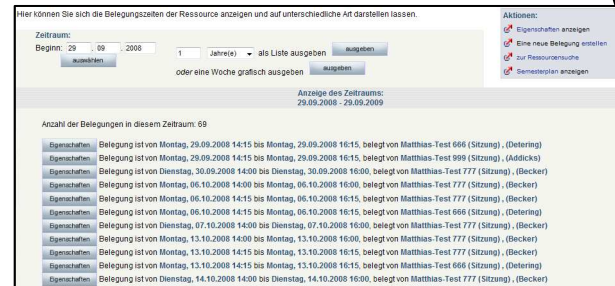 Hier können Sie sich die Belegungszeiten der Ressource anzeigen und auf unterschiedliche Art darstellen lassen.
Aktionen:
Eigenschaften anzeigen
Eine neue Belegung erstellen
zur Ressourcensuche
Semesterplan anzeigen
Zeitraum:
Beginn: 29 . 09 . 2008
auswählen
1 Jahre(e) als Liste ausgeben ausgeben
oder eine Woche grafisch ausgeben ausgeben
Anzeige des Zeitraums:
29.09.2008 - 29.09.2009
Anzahl der Belegungen in diesem Zeitraum: 69
Eigenschaften Belegung ist von Montag, 29.09.2008 14:15 bis Montag, 29.09.2008 16:15, belegt von Matthias-Test 666 (Sitzung) , (Detering)
Eigenschaften Belegung ist von Montag, 29.09.2008 14:15 bis Montag, 29.09.2008 16:15, belegt von Matthias-Test 999 (Sitzung) , (Addicks)
Eigenschaften Belegung ist von Dienstag, 30.09.2008 14:00 bis Dienstag, 30.09.2008 16:00, belegt von Matthias-Test 777 (Sitzung) , (Becker)
Eigenschaften Belegung ist von Montag, 06.10.2008 14:00 bis Montag, 06.10.2008 16:00, belegt von Matthias-Test 777 (Sitzung) , (Becker)
Eigenschaften Belegung ist von Montag, 06.10.2008 14:15 bis Montag, 06.10.2008 16:15, belegt von Matthias-Test 777 (Sitzung) , (Becker)
Eigenschaften Belegung ist von Montag, 06.10.2008 14:15 bis Montag, 06.10.2008 16:15, belegt von Matthias-Test 666 (Sitzung) , (Detering)
Eigenschaften Belegung ist von Dienstag, 07.10.2008 14:00 bis Dienstag, 07.10.2008 16:00, belegt von Matthias-Test 777 (Sitzung) , (Becker)
Eigenschaften Belegung ist von Montag, 13.10.2008 14:00 bis Montag, 13.10.2008 16:00, belegt von Matthias-Test 777 (Sitzung) , (Becker)
Eigenschaften Belegung ist von Montag, 13.10.2008 14:15 bis Montag, 13.10.2008 16:15, belegt von Matthias-Test 777 (Sitzung) , (Becker)
Eigenschaften Belegung ist von Montag, 13.10.2008 14:15 bis Montag, 13.10.2008 16:15, belegt von Matthias-Test 666 (Sitzung) , (Detering)
Eigenschaften Belegung ist von Dienstag, 14.10.2008 14:00 bis Dienstag, 14.10.2008 16:00, belegt von Matthias-Test 777 (Sitzung) , (Becker)